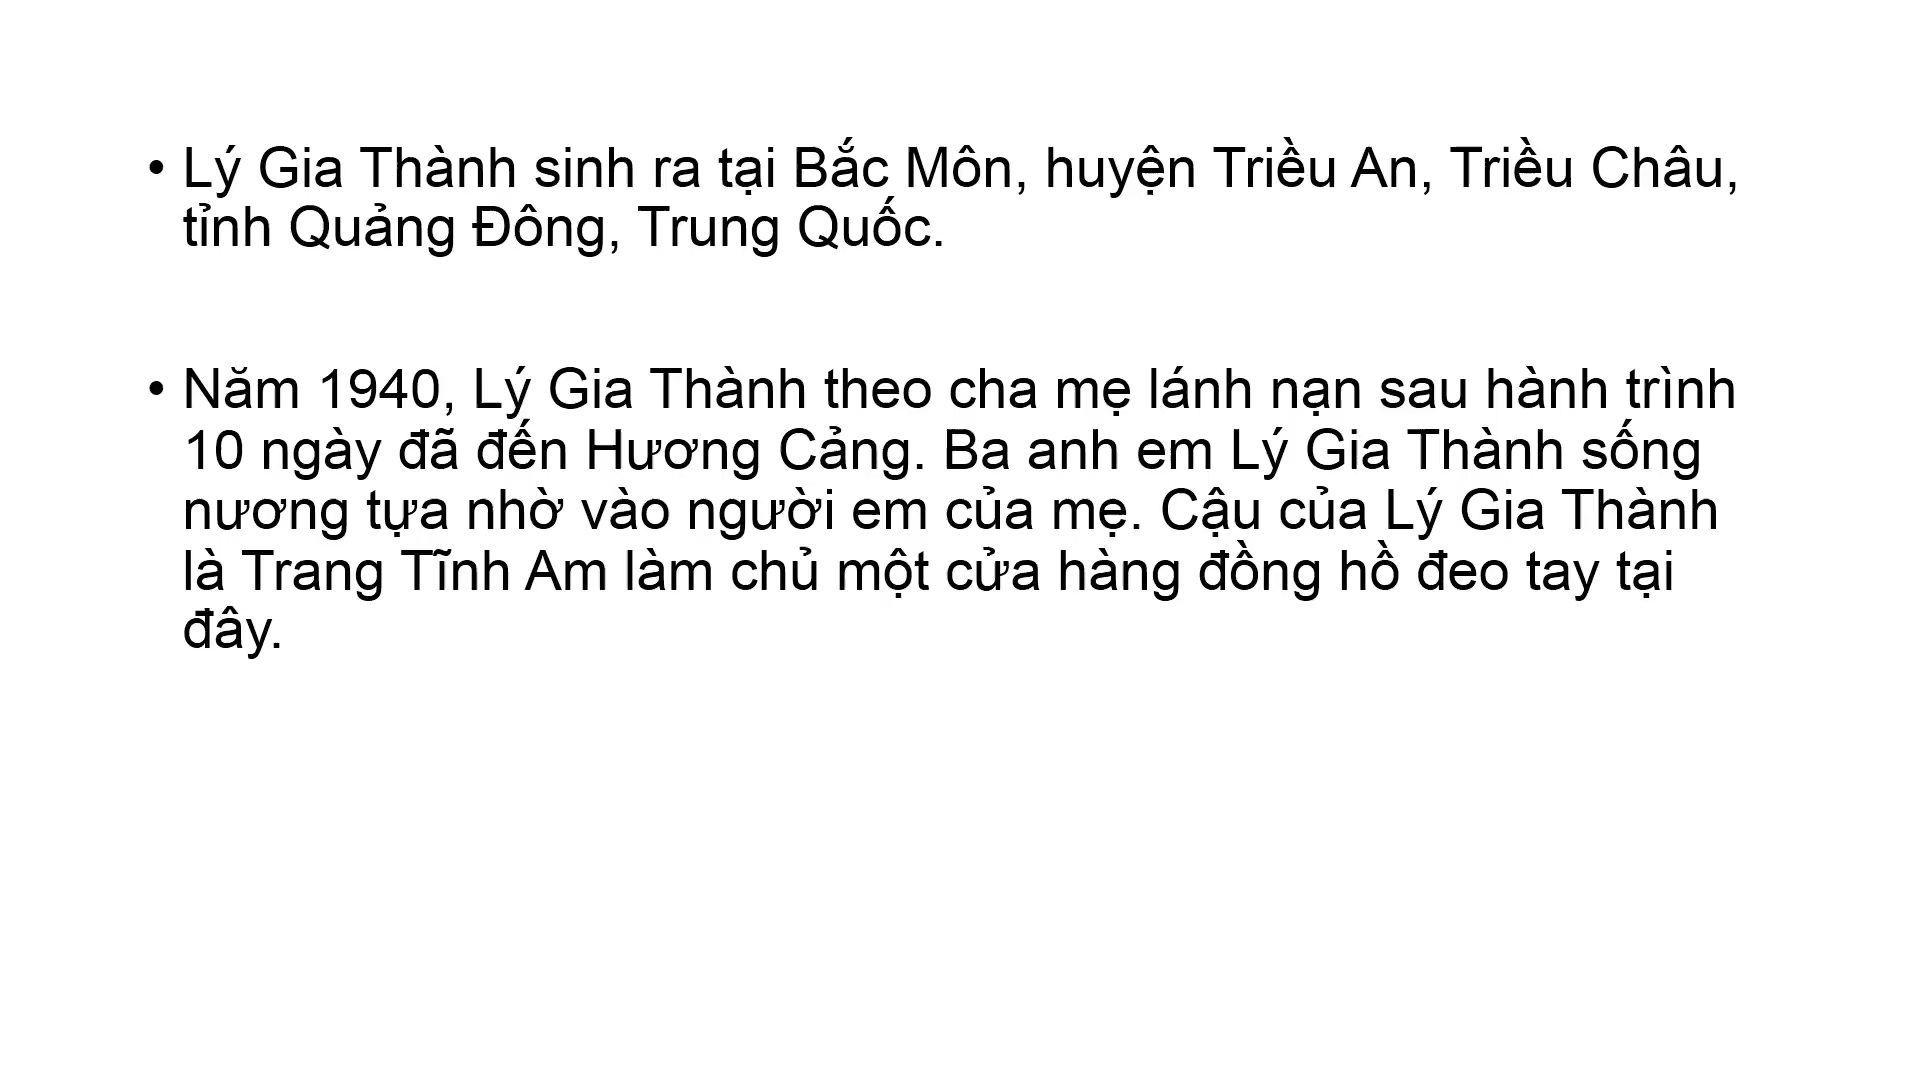 • Lý Gia Thành sinh ra tại Bắc Môn, huyện Triều An, Triều Châu,
tỉnh Quảng Đông, Trung Quốc.
• Năm 1940, Lý Gia Thành theo cha mẹ lánh nạn sau hành trình
10 ngày đã đến Hương Cảng. Ba anh em Lý Gia Thành sống
nương tựa nhờ vào người em của mẹ. Cậu của Lý Gia Thành
là Trang Tĩnh Am làm chủ một cửa hàng đồng hồ đeo tay tại
đây.